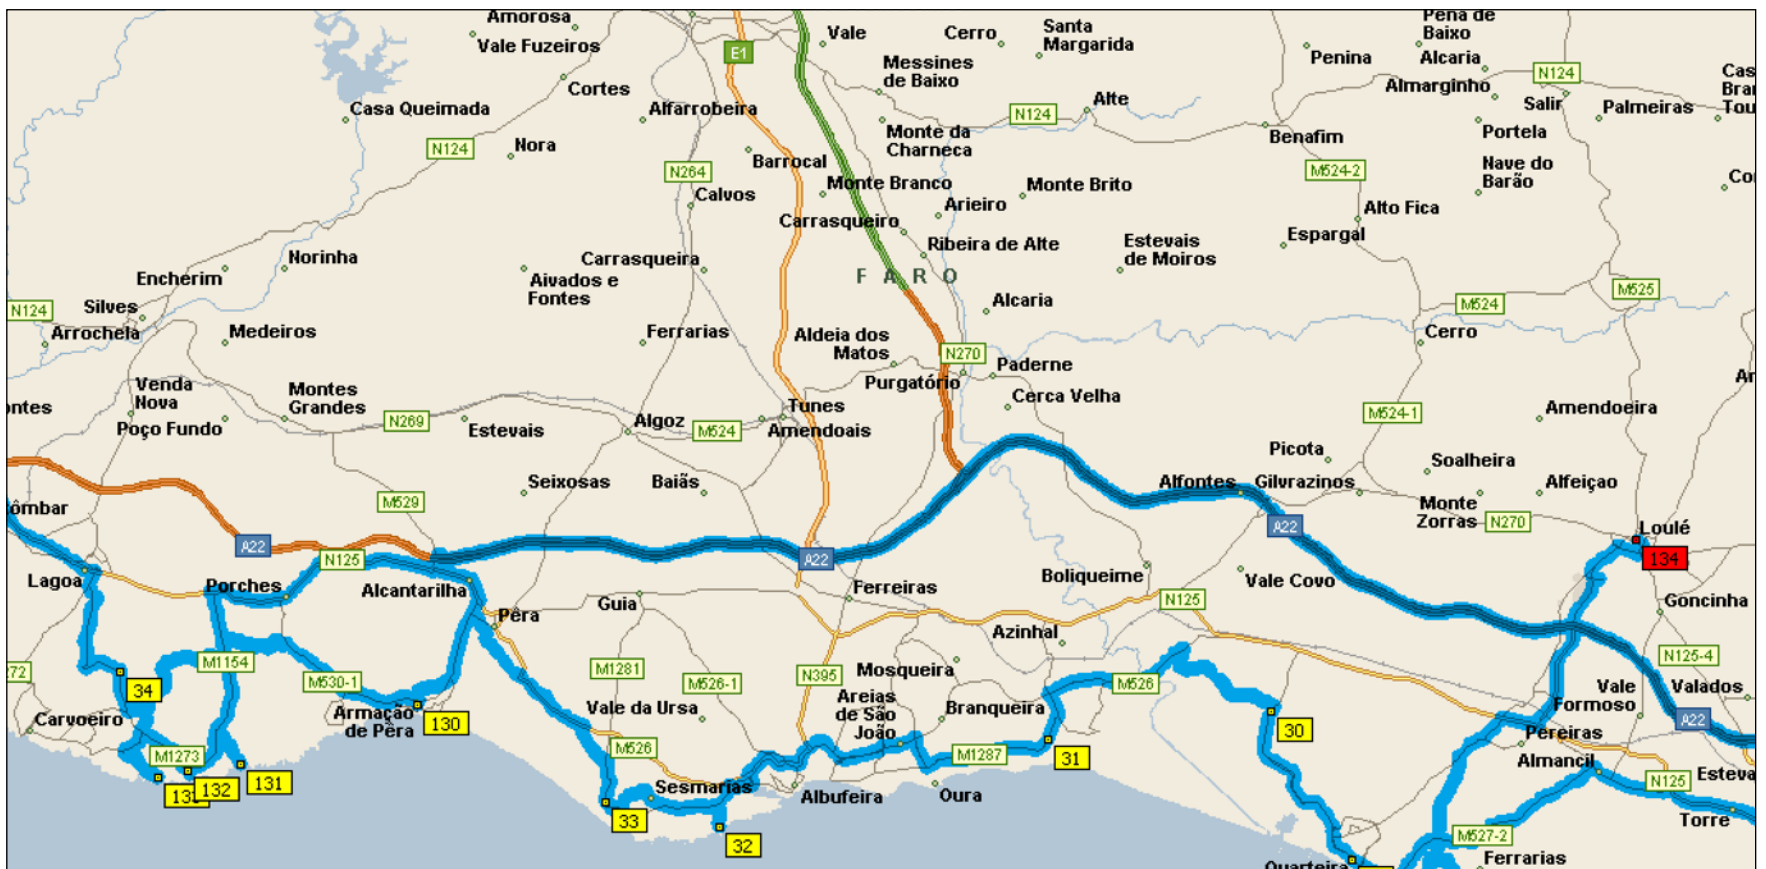 Amorosa
Vale Fuzeiros
E1
Vale
Cerro
Santa
Margarida
Pena de
Baixo
Penina
Alcaria
N124
Messines
de Baixo
Cortes
Almarginho
Salir
Palmeiras
Casa Queimada
Alfarrobeira
N124
Alte
Monte da
Charneca
Benafim
Portela
N124
Nora
Barrocal
N264
M524-2
Nave do
Barão
Calvos
Monte Branco
Monte Brito
Arieiro
Alto Fica
Carrasqueiro
Ribeira de Alte
Estevais
de Moiros
Espargal
Encherim
Norinha
Carrasqueira
Aivados e
Fontes
FARO
Alcaria
M525
M524
N124
Silves
Arrochela
Medeiros
Ferrarias
Aldeia dos
Matos
N270
Cerro
Purgatório
Paderne
Cerca Velha
Venda
Nova
Montes
Grandes
Poço Fundo
N269
Estevais
Algoz
M524
Tunes
Amendoais
M524-1
Amendoeira
Picota
Soalheira
Seixosas
Baiãs
Alfontes
Gilvrazinos
Alfeiçao
Monte
Zorras
N270
M529
A22
A22
A22
Loulé
134
N125
Lagoa
Porches
Alcantarilha
Boliqueime
Vale Covo
Ferreiras
Guia
N125
Goncinha
Pêra
Azinhal
M1154
M1281
Mosqueira
N125-4
272
34
M530-1
M526-1
N395
M526
Vale
Formoso
Valados
Carvoeiro
Armação
de Pêra
130
Vale da Ursa
Areias
de São
João
Branqueira
30
A22
Pereiras
M1273
M526
M1287
31
Almancil
132
131
Sesmarias
Albufeira
Oura
N125
Torre
33
32
M527-2
Ferrarias
Quarteira